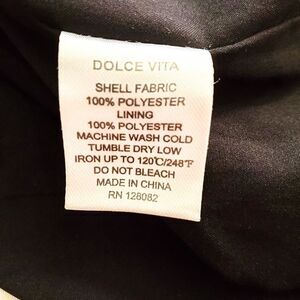 DOLCE VITA
SHELL FABRIC
100% POLYESTER
LINING
100% POLYESTER
MACHINE WASH COLD
TUMBLE DRY LOW
IRON UP TO 120℃/248℉
DO NOT BLEACH
MADE IN CHINA
RN 128082